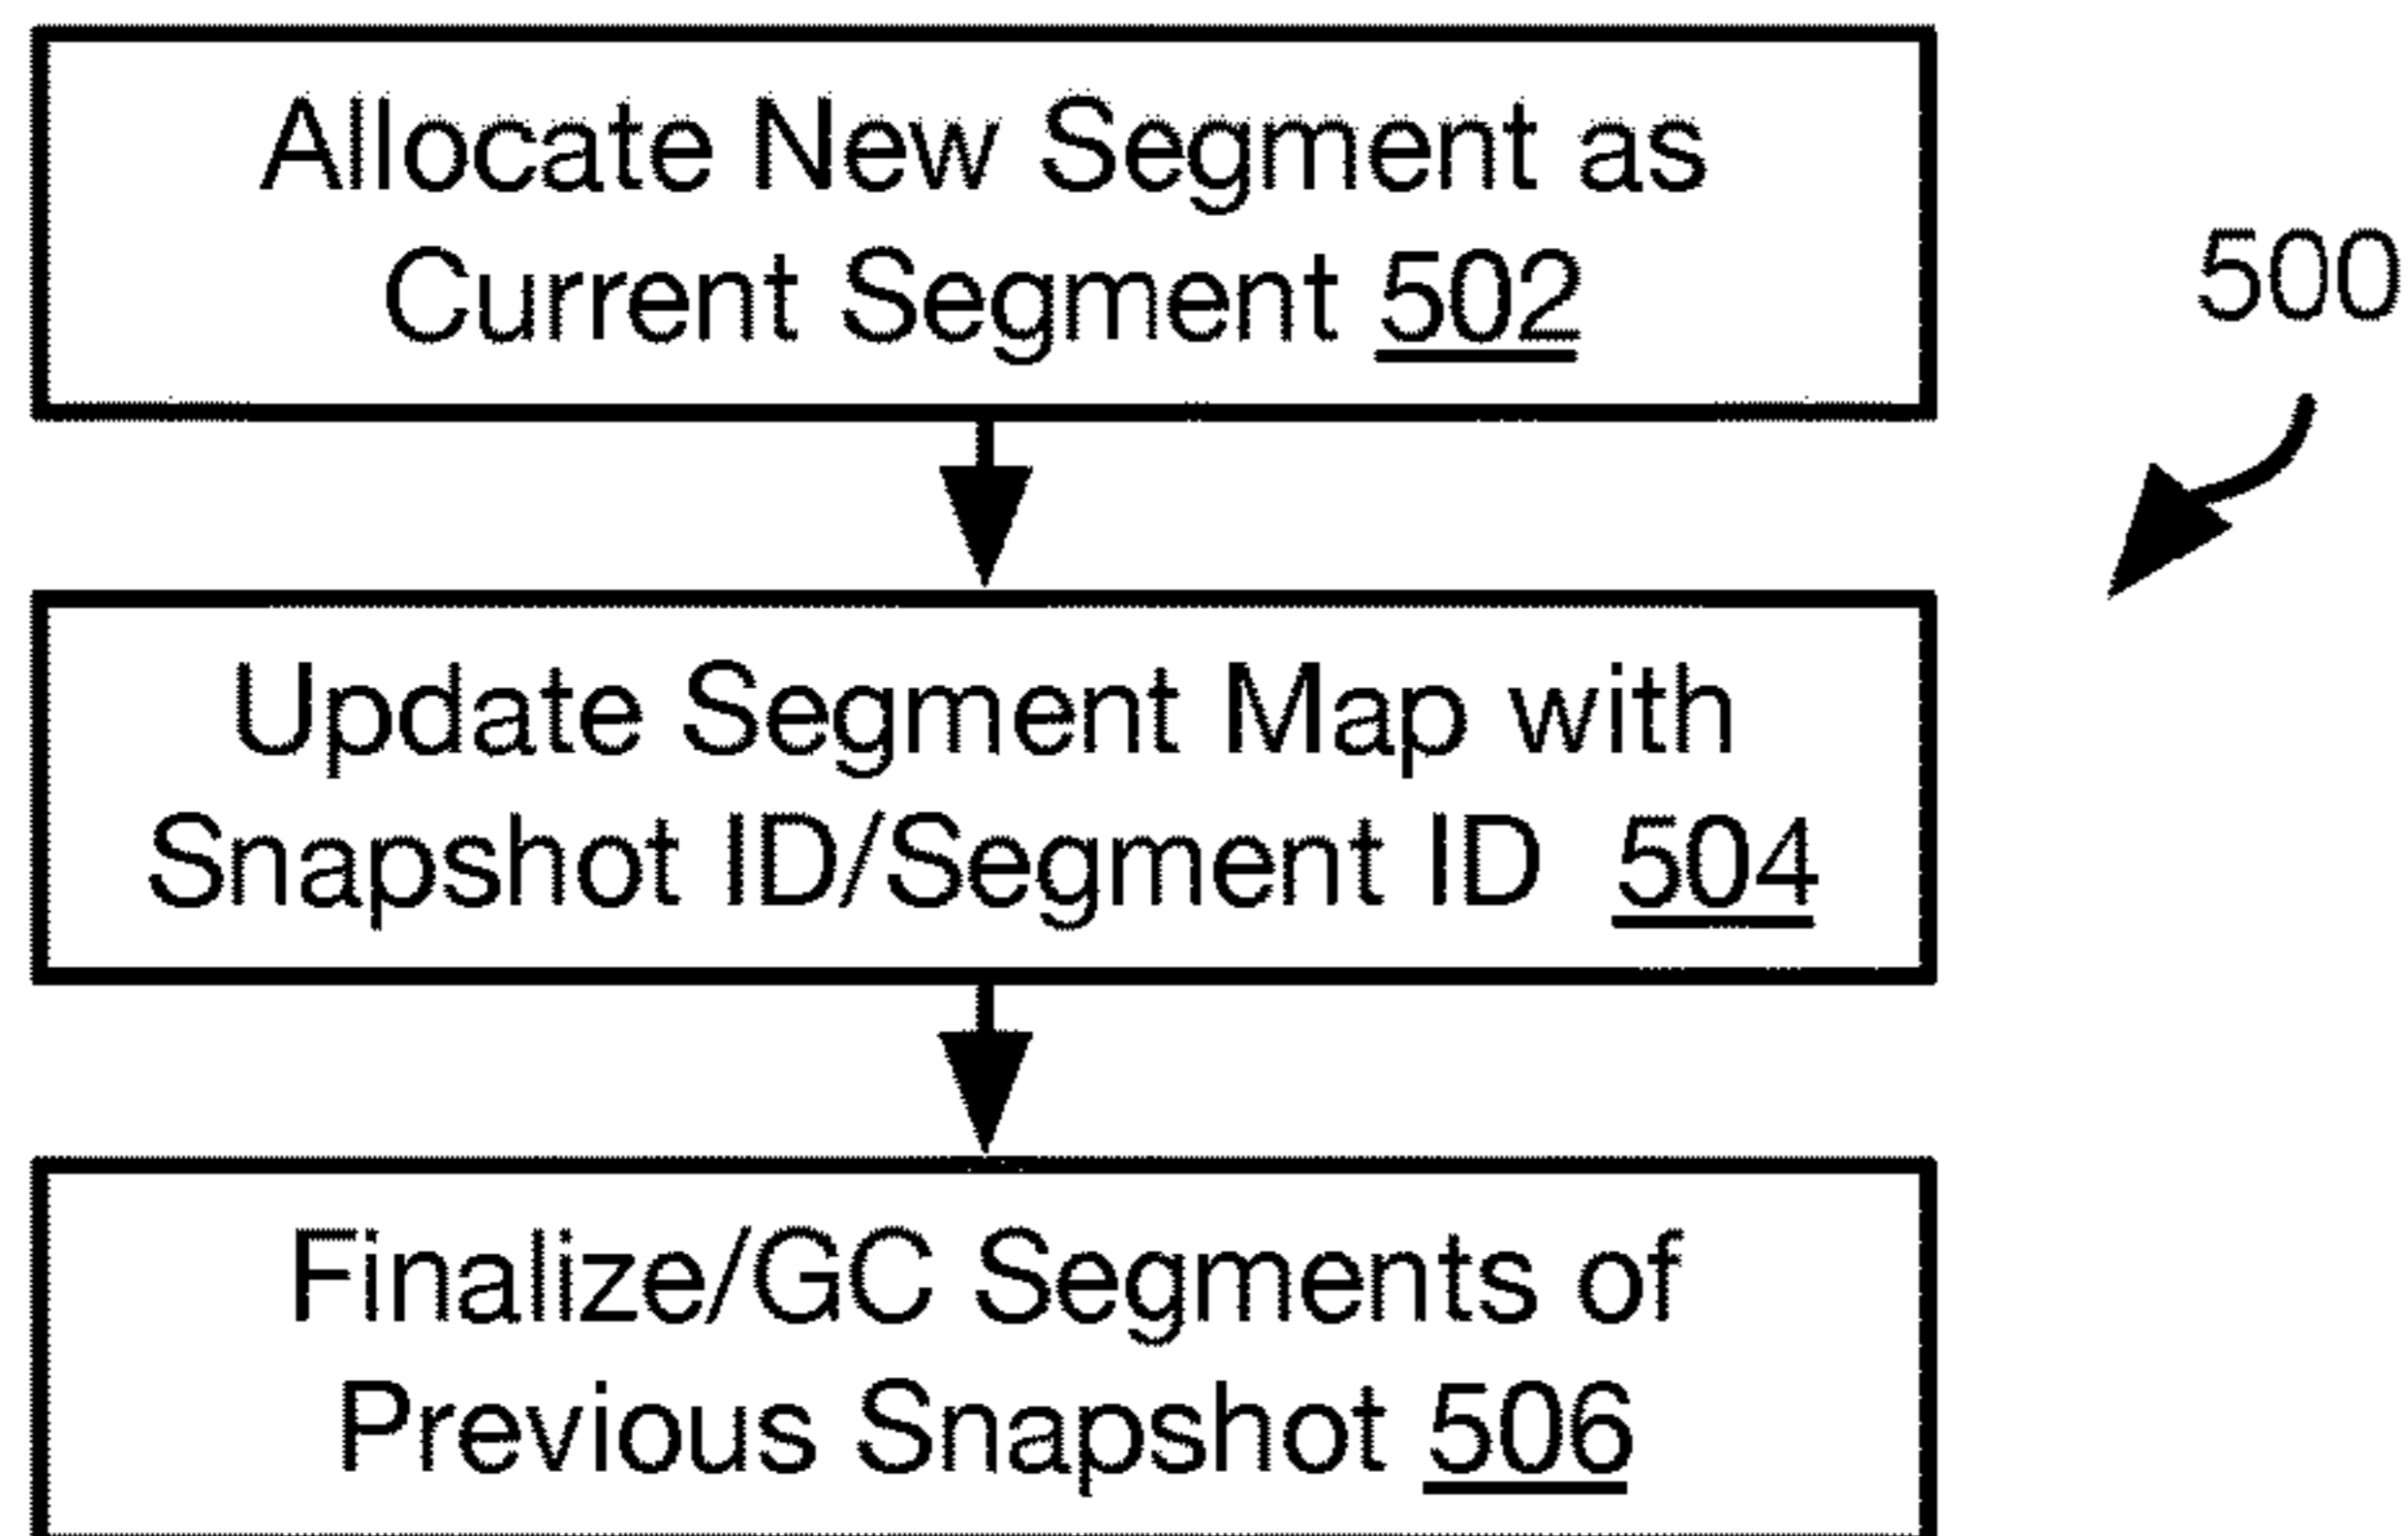 Allocate New Segment as
Current Segment 502
500
Update Segment Map with
Snapshot ID/Segment ID 504
Finalize/GC Segments of
Previous Snapshot 506